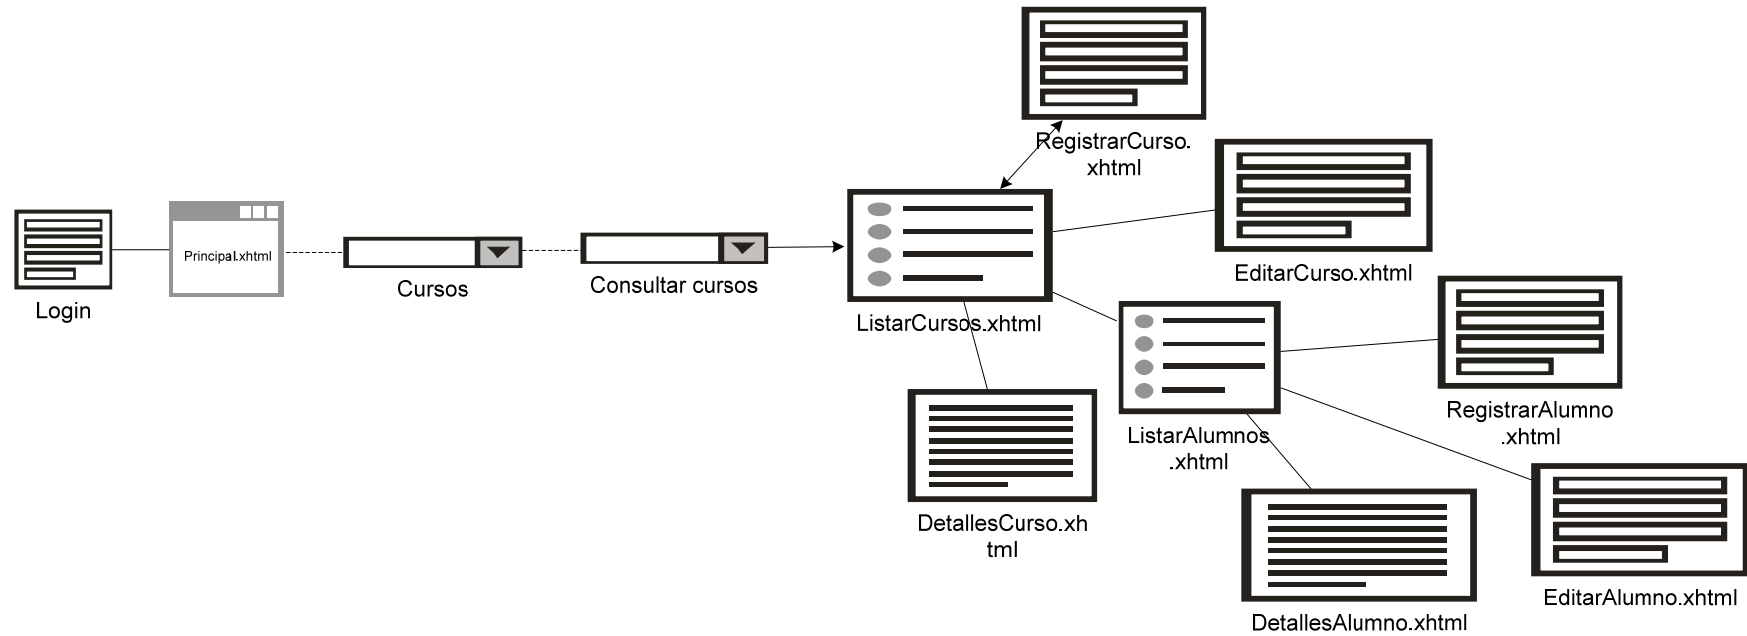 RegistrarCurso.
xhtml
Principal.xhtml
Login
Cursos
Consultar cursos
ListarCursos.xhtml
EditarCurso.xhtml
ListarAlumnos
.xhtml
RegistrarAlumno
.xhtml
DetallesCurso.xh
tml
DetallesAlumno.xhtml
EditarAlumno.xhtml